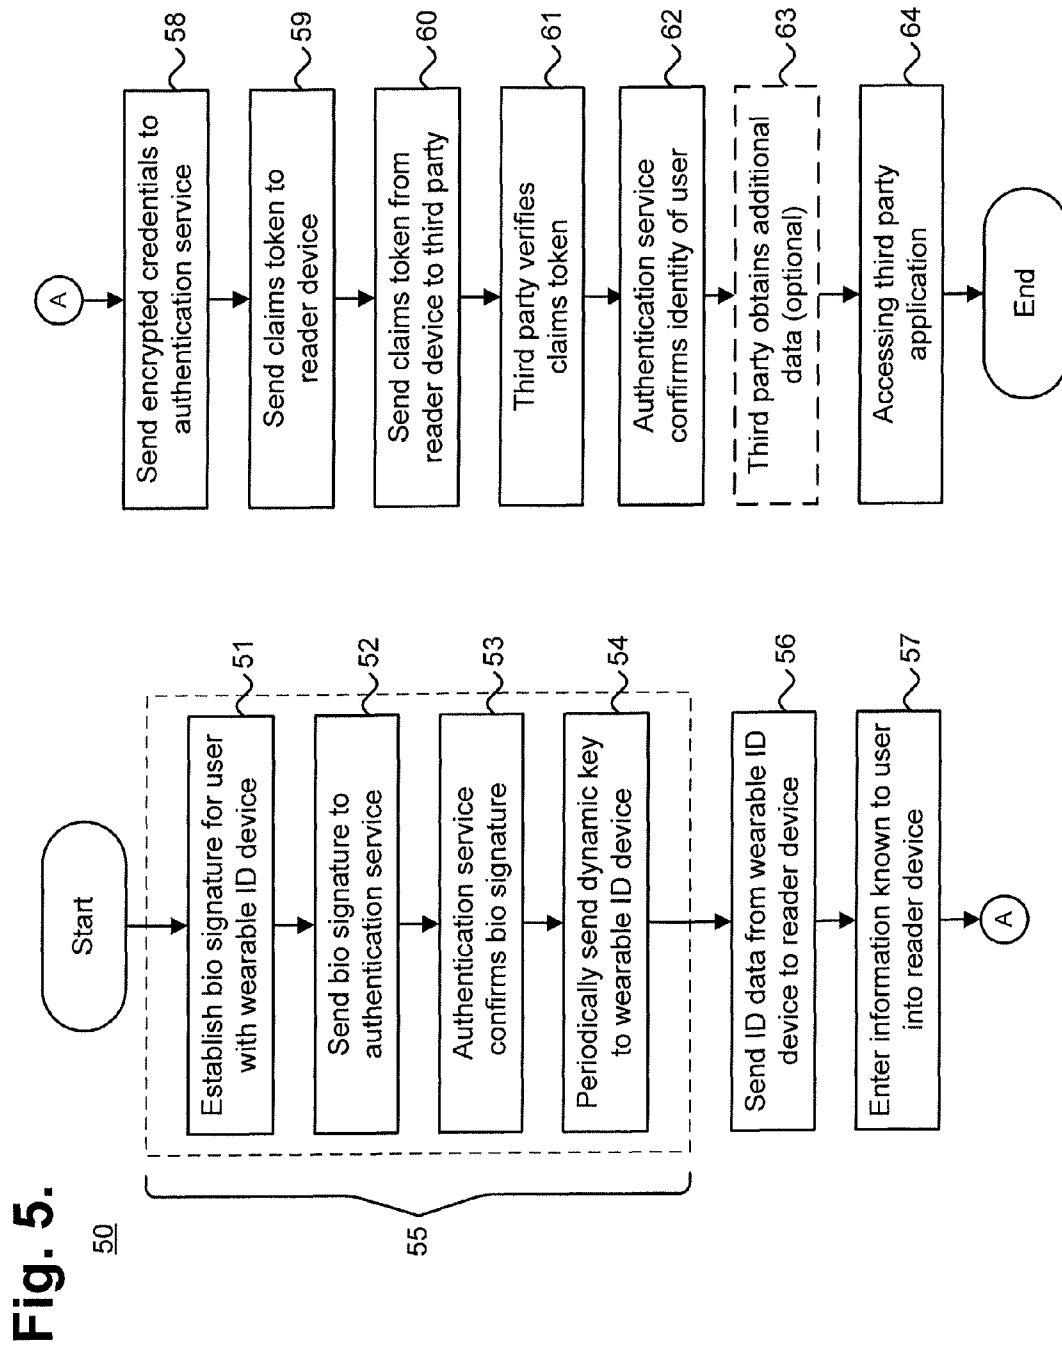 Fig. 5.
50
Start
Establish bio signature for user
with wearable ID device
51
Send bio signature to
authentication service
52
Authentication service
confirms bio signature
53
Periodically send dynamic key
to wearable ID device
54
55
Send ID data from wearable ID
device to reader device
56
Enter information known to user
into reader device
57
A
A
Send encrypted credentials to
authentication service
58
Send claims token to
reader device
59
Send claims token from
reader device to third party
60
Third party verifies
claims token
61
Authentication service
confirms identity of user
62
Third party obtains additional
data (optional)
63
Accessing third party
application
64
End